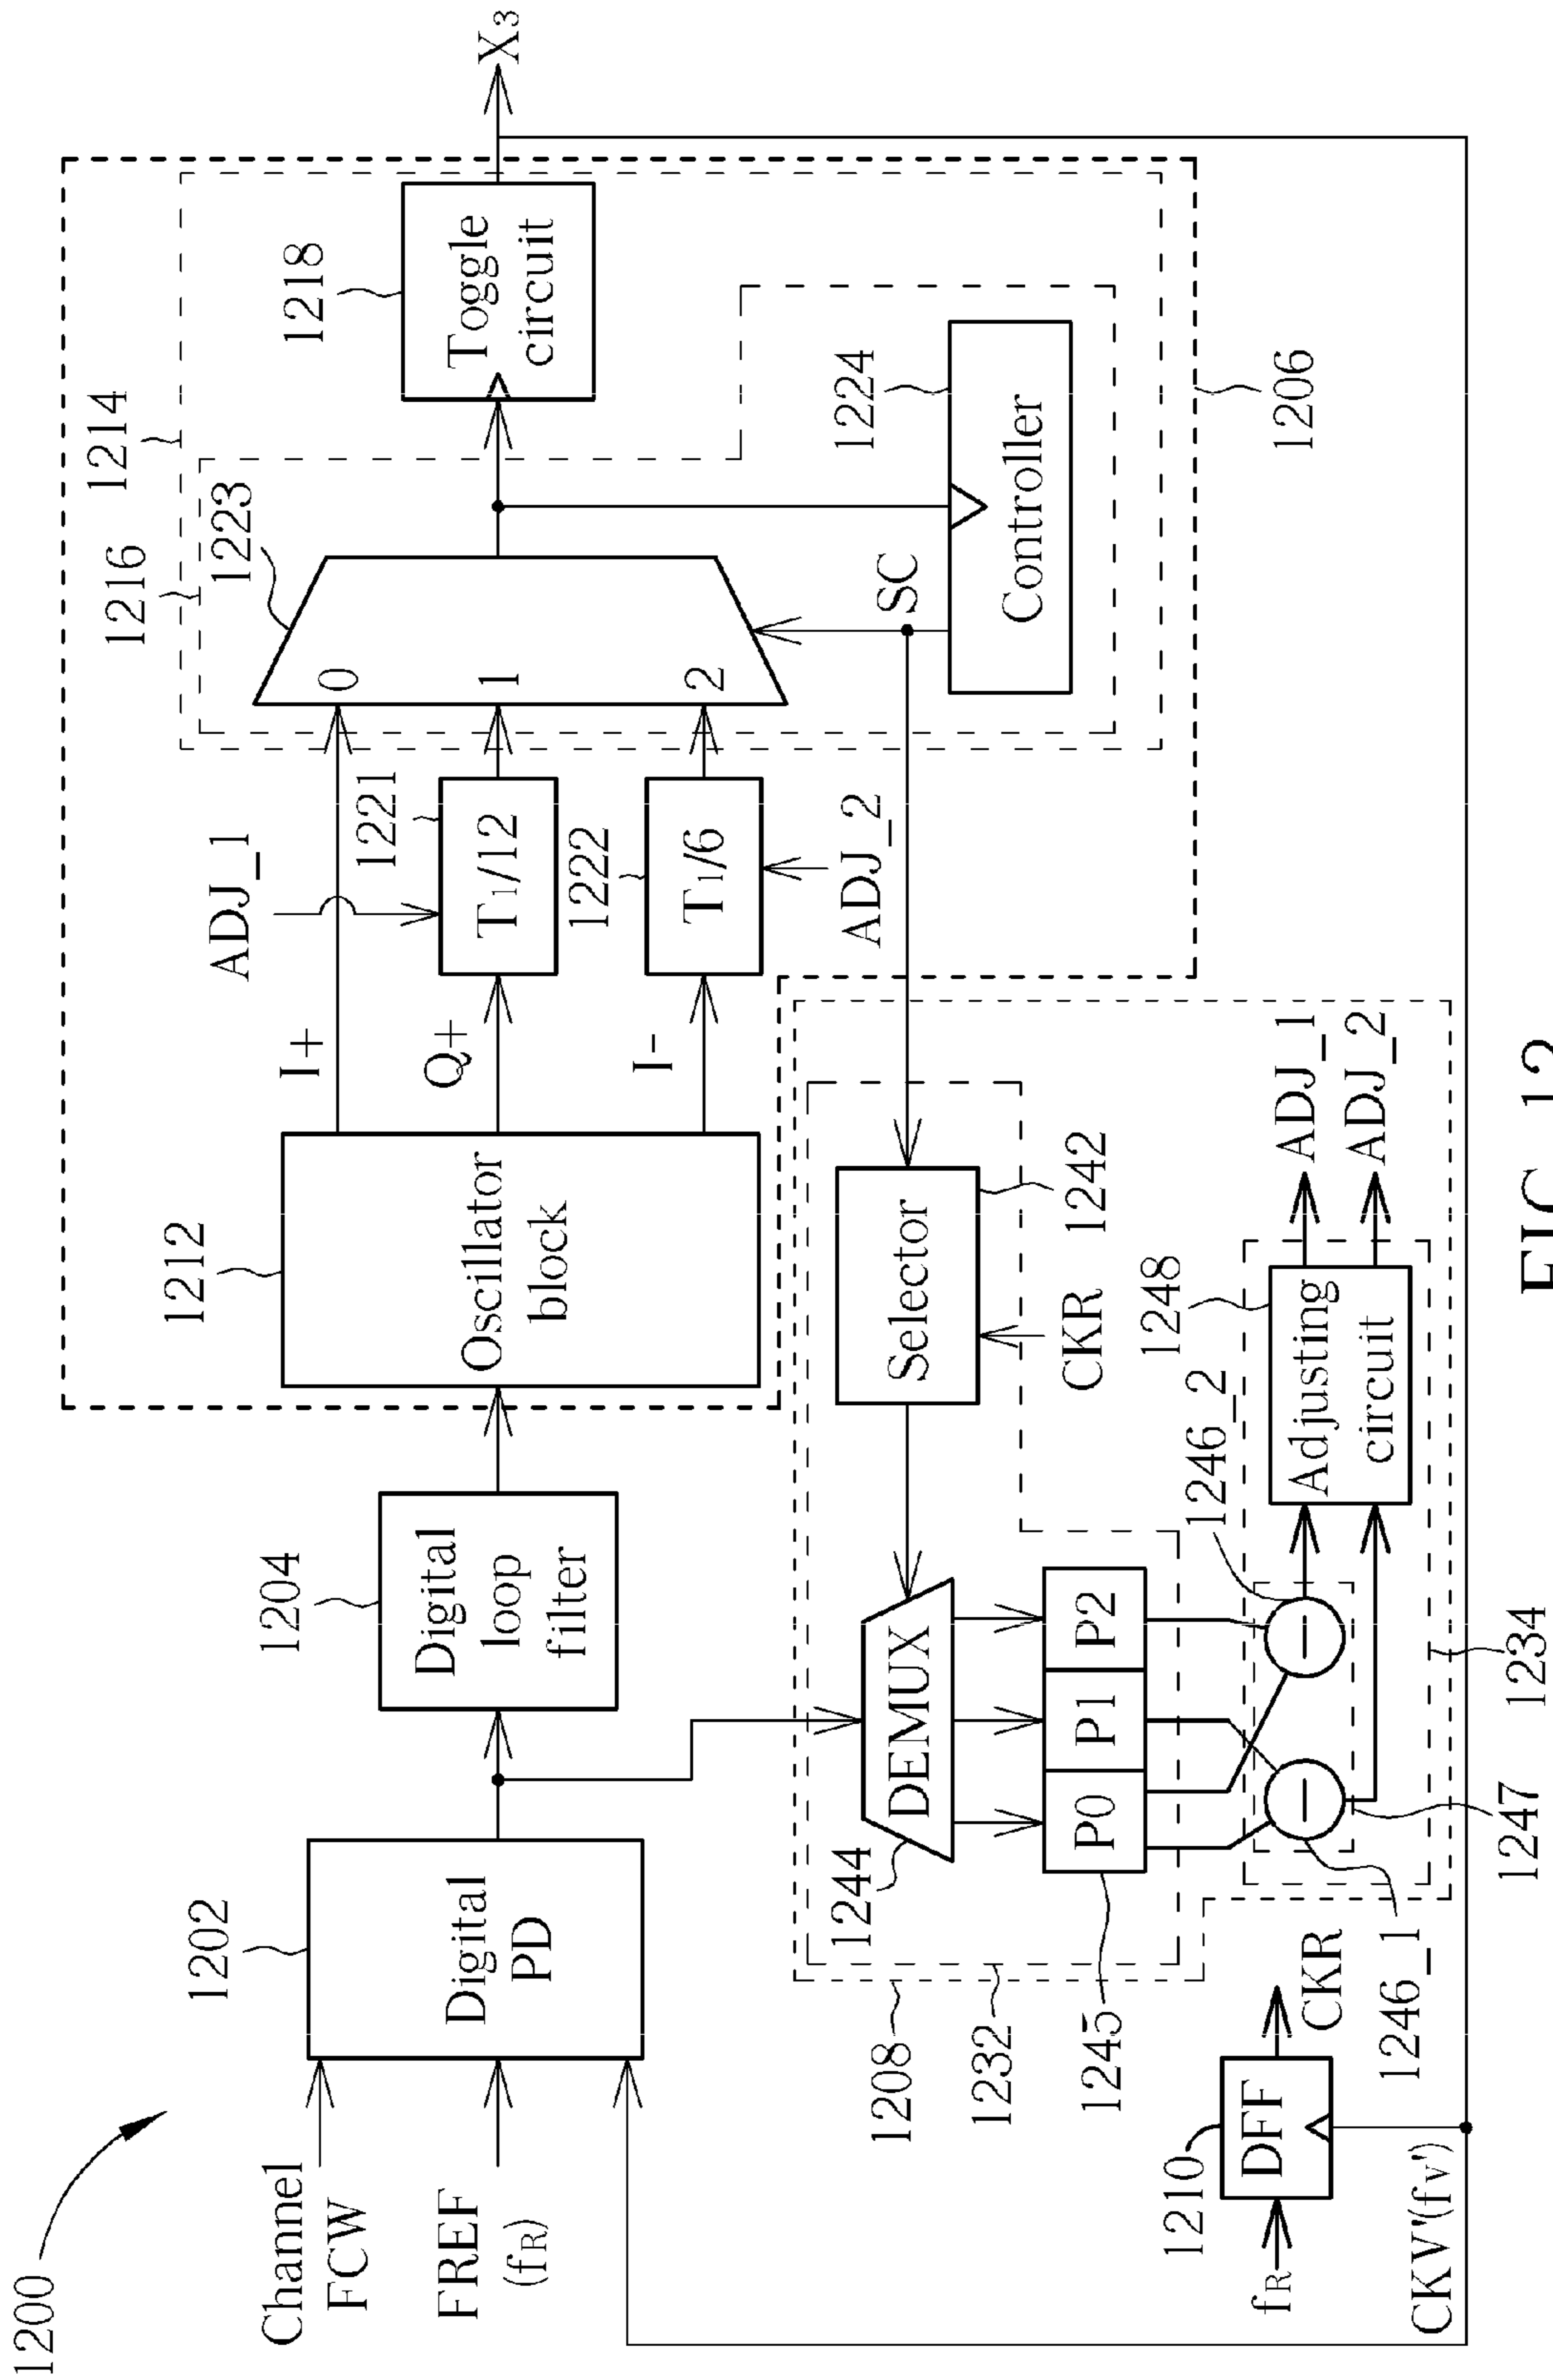 1200
Channel
FCW
FREF
(fR)
1202
Digital
PD
1204
Digital
loop
filter
1212
Oscillator
block
I+
Q+
I-
ADJ_1
1221
T1/12
1222
T1/6
ADJ_2
1216
1214
1223
0
1
2
SC
1218
Toggle
circuit
X3
1224
Controller
1206
1208
1232
1244
DEMUX
Selector
1242
CKR
1245
P0
P1
P2
1246_1
1246_2
1247
1234
1248
Adjusting
circuit
ADJ_1
ADJ_2
1210
fR
DFF
CKR
CKV'(fV')
FIG. 12